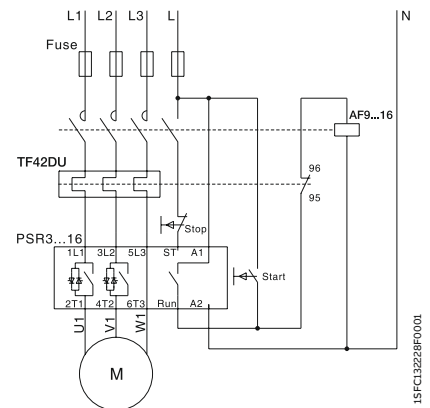 L1 L2 L3 L N
Fuse
AF9...16
TF42DU
96
95
Stop
PSR3...16
1L1 3L2 5L3 ST A1
Start
2T1 4T2 6T3 Run A2
U1 V1 W1
M
1SFC132228F0001